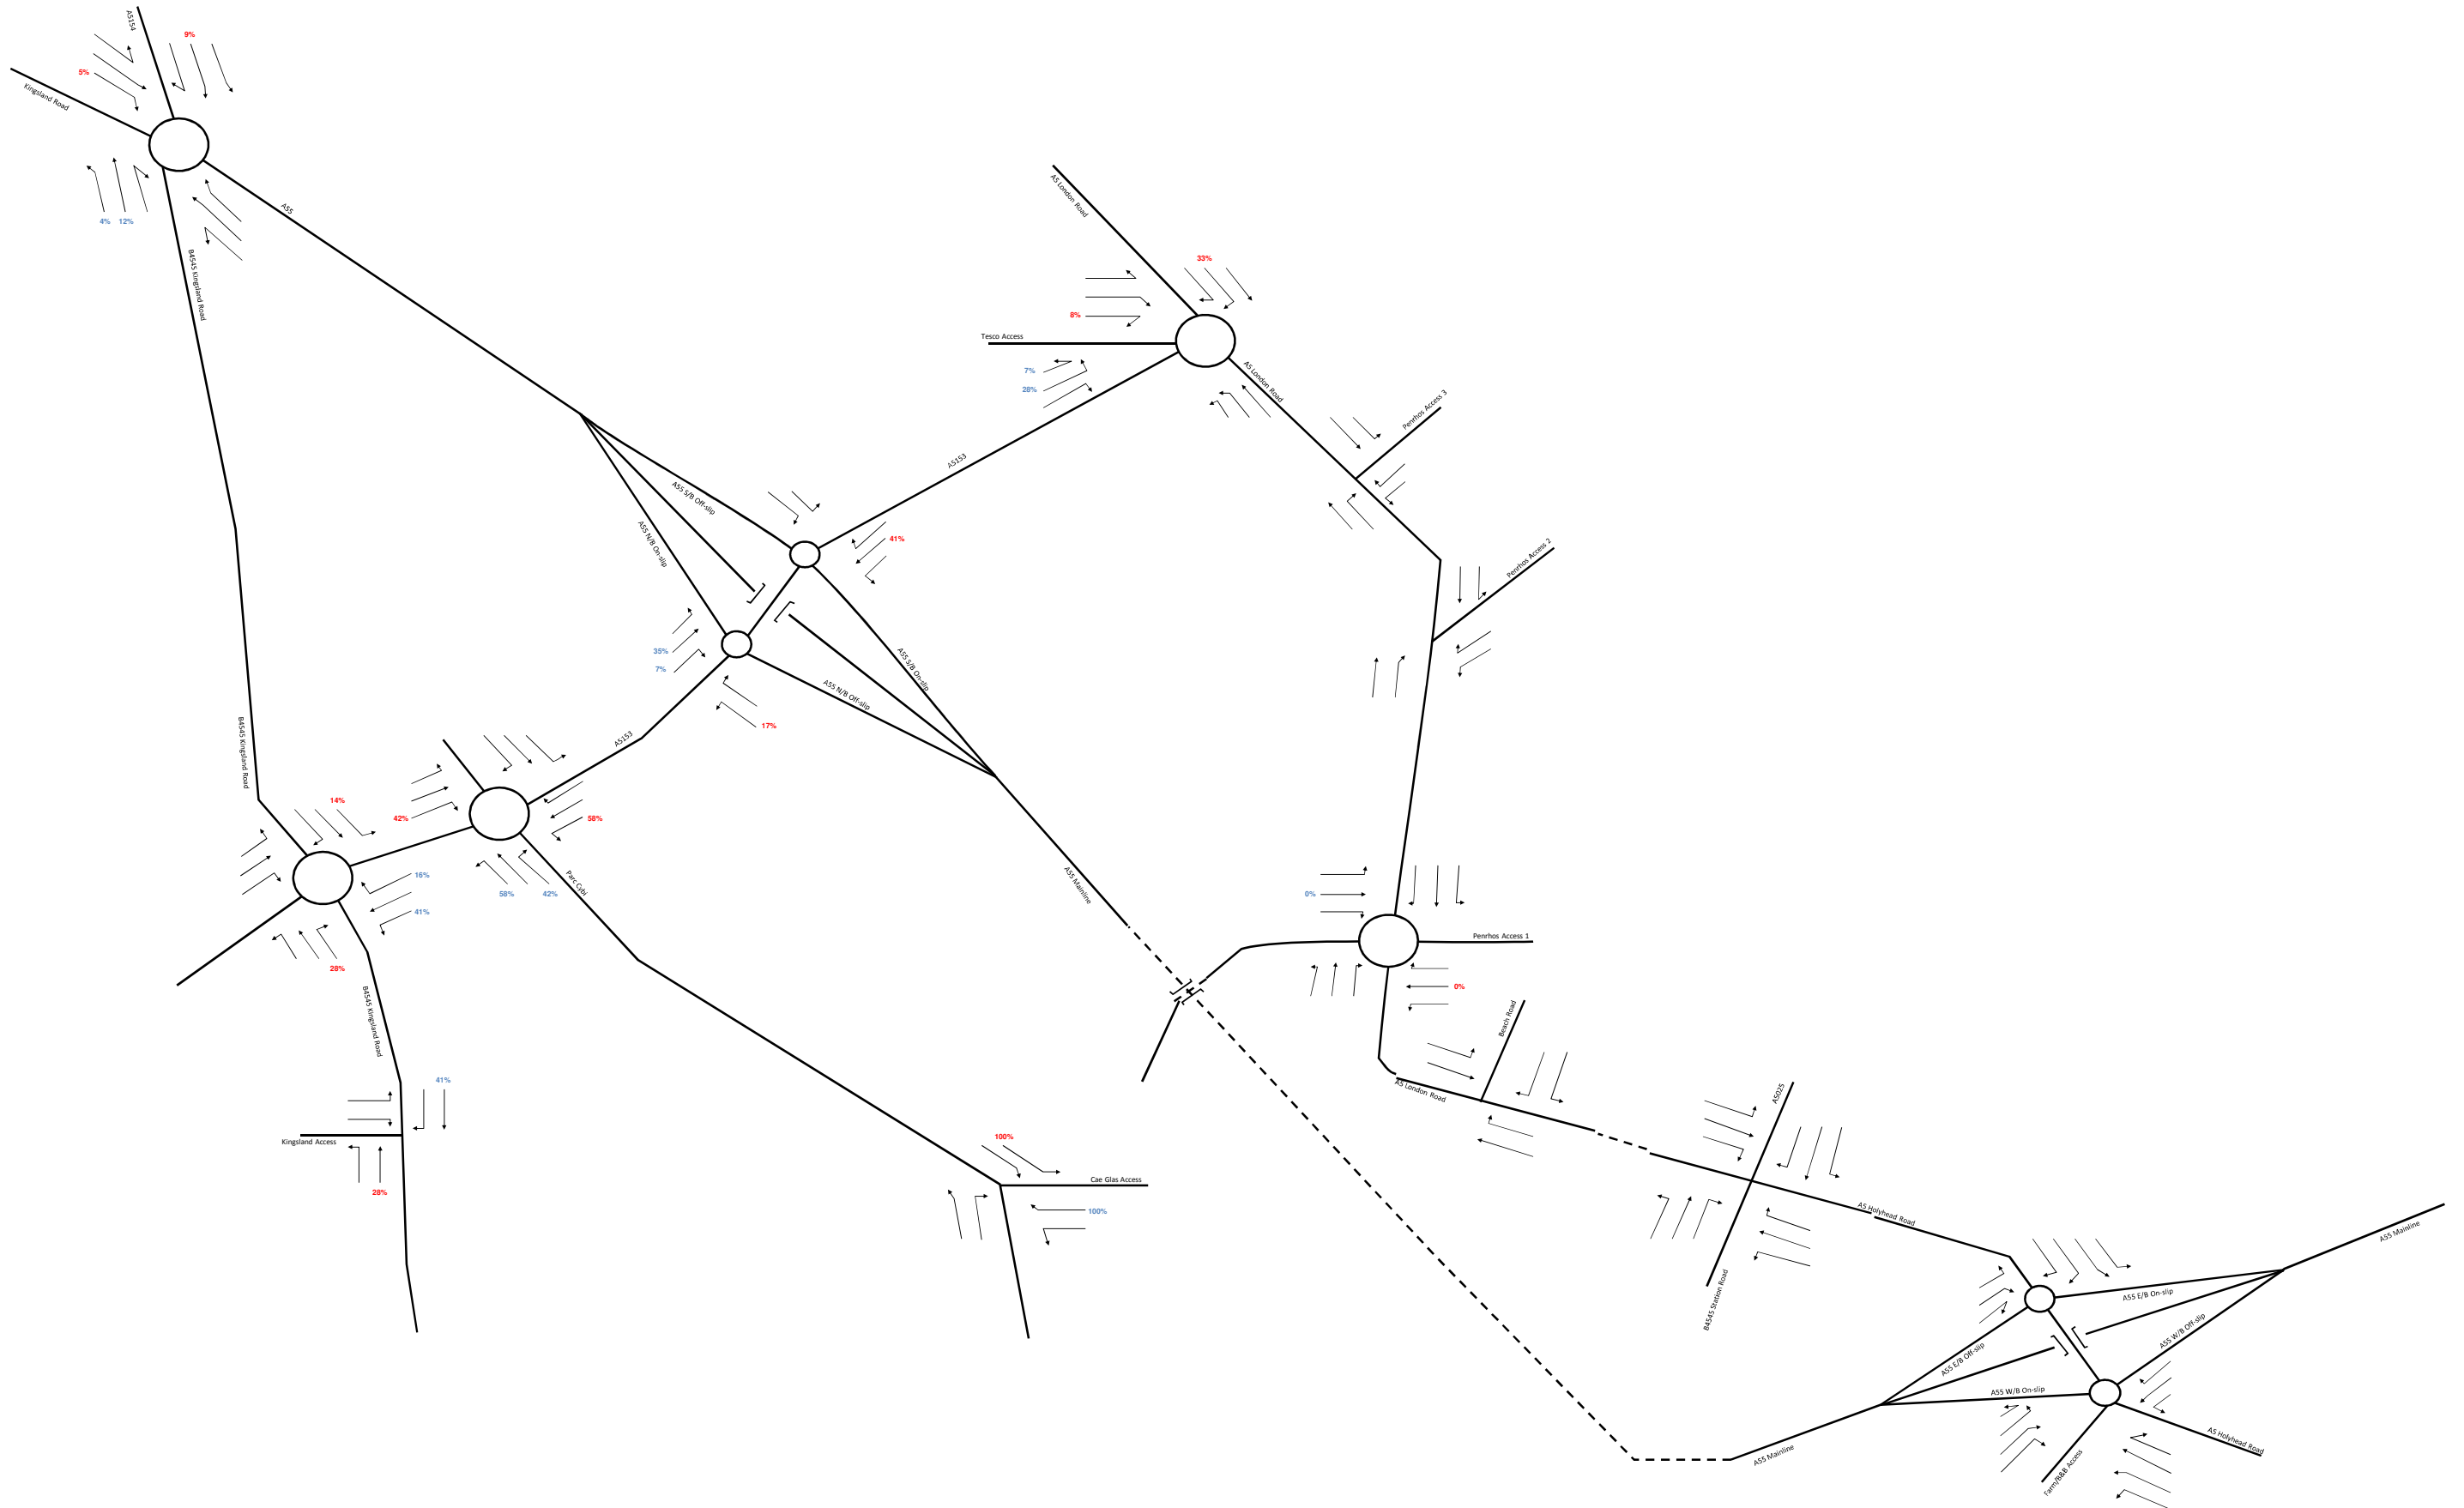 A5154
9%
5%
Kingsland Road
4% 12%
A55
B4545 Kingsland Road
A5 London Road
33%
8%
Tesco Access
7%
28%
A5 London Road
Penrhos Access 3
A5153
A55 S/B Off-slip
A55 N/B On-slip
41%
Penrhos Access 2
35%
7%
A55 S/B On-slip
A55 N/B Off-slip
17%
B4545 Kingsland Road
A5153
14%
42%
58%
16%
58% 42%
Parc Cybi
41%
A55 Mainline
0%
Penrhos Access 1
28%
0%
B4545 Kingsland Road
Beach Road
41%
A5 London Road
A5025
Kingsland Access
100%
28%
Cae Glas Access
100%
A5 Holyhead Road
A55 Mainline
B4545 Station Road
A55 E/B On-slip
A55 W/B Off-slip
A55 E/B Off-slip
A55 W/B On-slip
A5 Holyhead Road
A55 Mainline
Farm/B&B Access